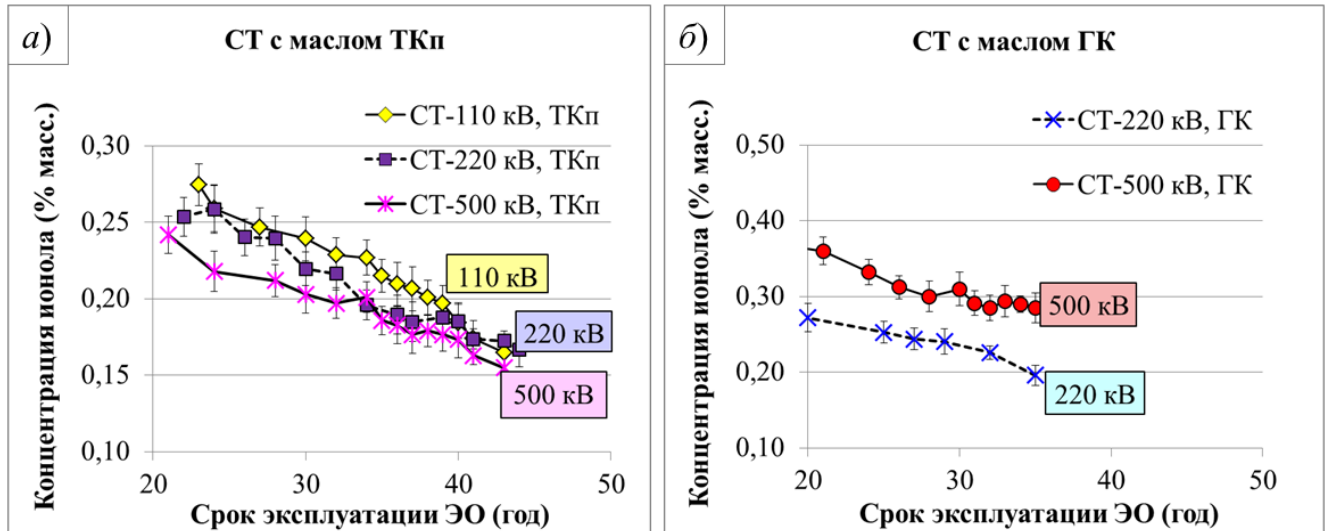 а)
СТ с маслом ТКп
Концентрация ионола (% масс.)
0,30
0,25
0,20
0,15
0,10
СТ-110 кВ, ТКп
СТ-220 кВ, ТКп
СТ-500 кВ, ТКп
110 кВ
220 кВ
500 кВ
20 30 40 50
Срок эксплуатации ЭО (год)
б)
СТ с маслом ГК
Концентрация ионола (% масс.)
0,50
0,40
0,30
0,20
0,10
СТ-220 кВ, ГК
СТ-500 кВ, ГК
500 кВ
220 кВ
20 30 40 50
Срок эксплуатации ЭО (год)